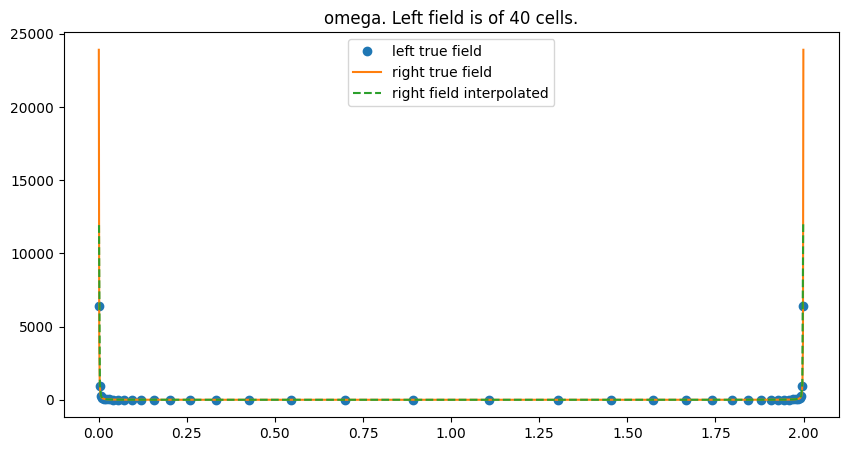 omega. Left field is of 40 cells.
25000
20000
15000
10000
5000
0
left true field
right true field
right field interpolated
0.00 0.25 0.50 0.75 1.00 1.25 1.50 1.75 2.00